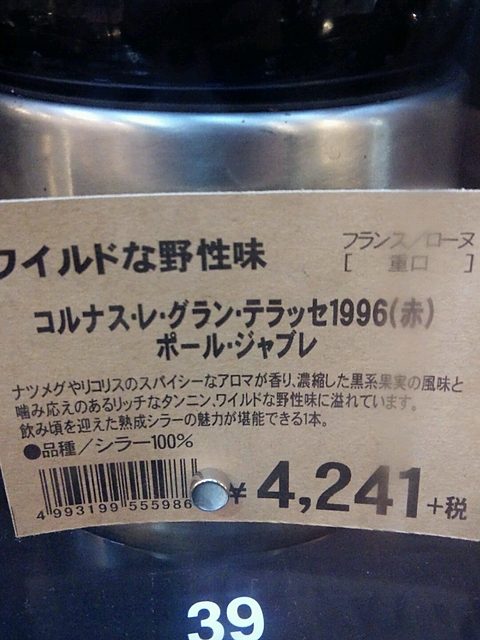 ワイルドな野性味
フランス/ローヌ
[ 重口 ]
コルナス・レ・グラン・テラッセ1996(赤)
ポール・ジャブレ
ナツメグやリコリスのスパイシーなアロマが香り、濃縮した黒系果実の風味と
噛み応えのあるリッチなタンニン、ワイルドな野性味に溢れています。
飲み頃を迎えた熟成シラーの魅力が堪能できる1本。
●品種/シラー100%
4 993199 555986
¥4,241+税
39